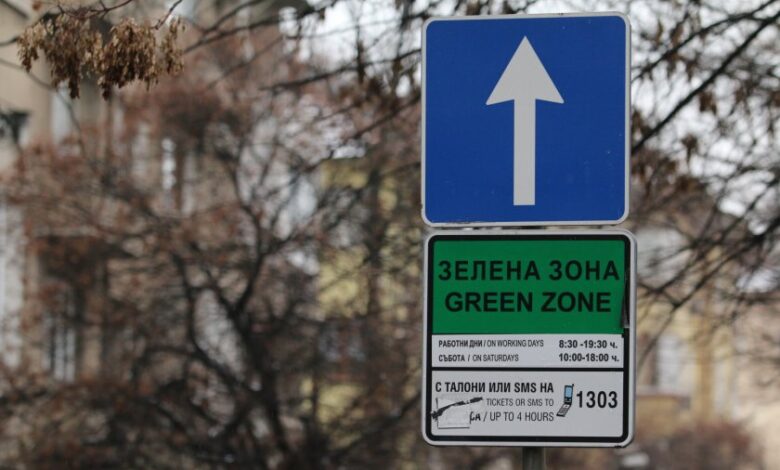 ЗЕЛЕНА ЗОНА
GREEN ZONE
РАБОТНИ ДНИ / ON WORKING DAYS 8:30 -19:30 ч.
СЪБОТА / ON SATURDAYS 10:00-18:00 ч.
С ТАЛОНИ ИЛИ SMS НА 1303
TICKETS OR SMS TO
/ UP TO 4 HOURS